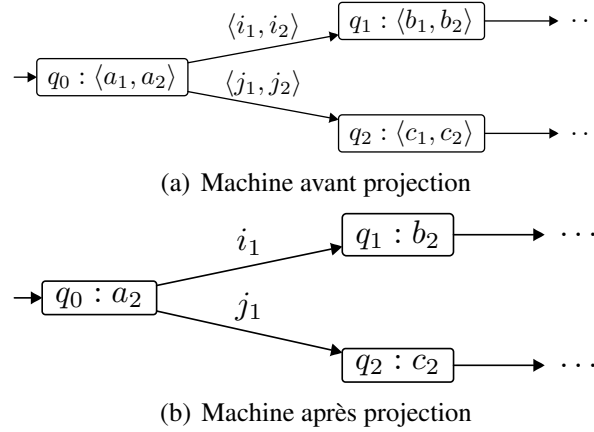 ⟨i₁, i₂⟩
q₁ : ⟨b₁, b₂⟩
···
q₀ : ⟨a₁, a₂⟩
⟨j₁, j₂⟩
q₂ : ⟨c₁, c₂⟩
···
(a) Machine avant projection
i₁
q₁ : b₂
···
q₀ : a₂
j₁
q₂ : c₂
···
(b) Machine après projection